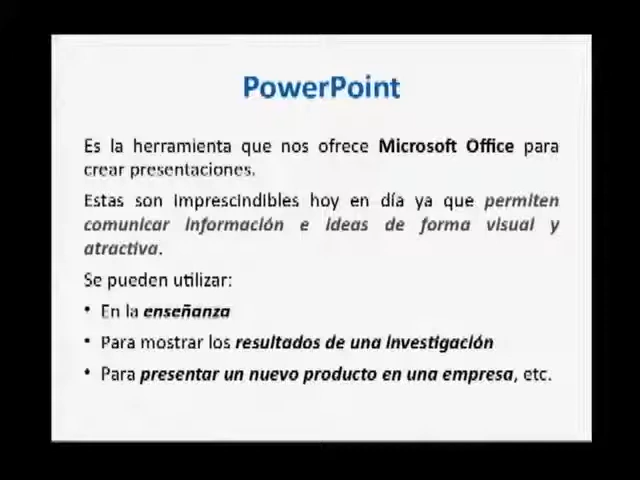 PowerPoint
Es la herramienta que nos ofrece Microsoft Office para
crear presentaciones.
Estas son imprescindibles hoy en día ya que permiten
comunicar información e ideas de forma visual y
atractiva.
Se pueden utilizar:
• En la enseñanza
• Para mostrar los resultados de una investigación
• Para presentar un nuevo producto en una empresa, etc.